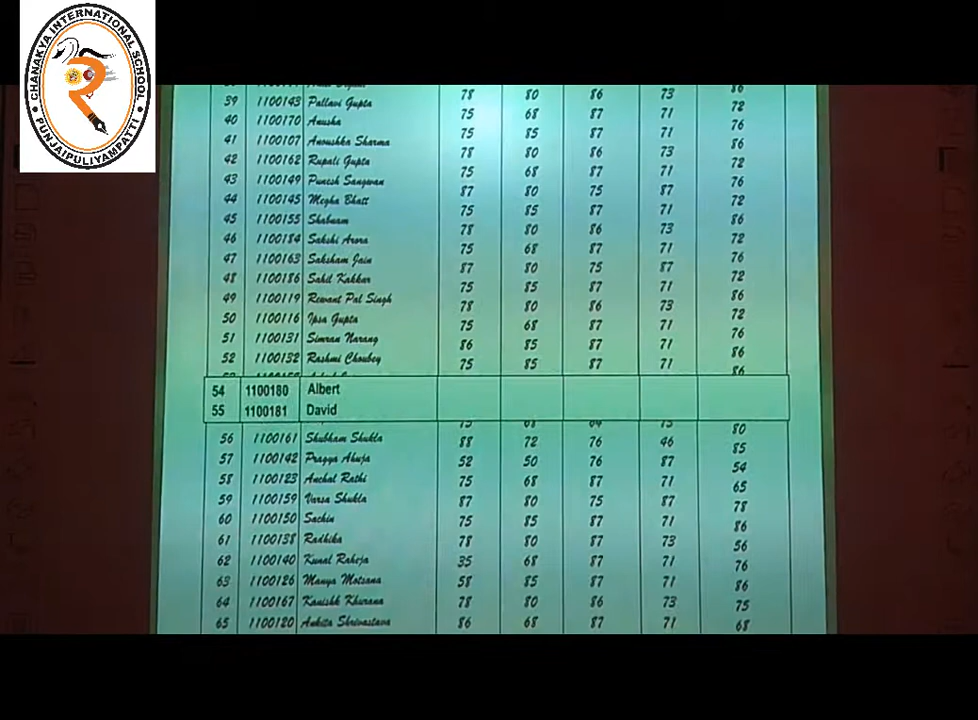 CHANAKYA INTERNATIONAL SCHOOL
PUNJAIPULIYAMPATTI
39 1100143 Pallavi Gupta 78 80 86 73 72
40 1100170 Anusha 75 68 87 71 76
41 1100107 Anoushka Sharma 75 85 87 71 86
42 1100162 Rupali Gupta 78 80 86 73 72
43 1100149 Punesh Sangwan 75 68 87 71 76
44 1100145 Megha Bhatt 87 80 75 87 72
45 1100155 Shabnam 75 85 87 71 86
46 1100184 Sakshi Arora 78 80 86 73 72
47 1100163 Saksham Jain 75 68 87 71 76
48 1100186 Sahil Kakkar 87 80 75 87 72
49 1100119 Rewant Pal Singh 75 85 87 71 86
50 1100116 Ipsa Gupta 78 80 86 73 72
51 1100131 Simran Narang 75 68 87 71 76
52 1100132 Rashmi Choubey 86 85 87 71 86
75 85 87 71 86
54 1100180 Albert
55 1100181 David
80
56 1100161 Shubham Shukla 88 72 76 46 85
57 1100142 Pragya Ahuja 52 50 76 87 54
58 1100123 Anchal Rathi 75 68 87 71 65
59 1100159 Varsa Shukla 87 80 75 87 78
60 1100150 Sachin 75 85 87 71 86
61 1100138 Radhika 78 80 87 73 56
62 1100140 Kunal Raheja 35 68 87 71 76
63 1100126 Manya Motsana 58 85 87 71 86
64 1100167 Kanishk Khurana 78 80 86 73 75
65 1100120 Ankita Shrivastava 86 68 87 71 68